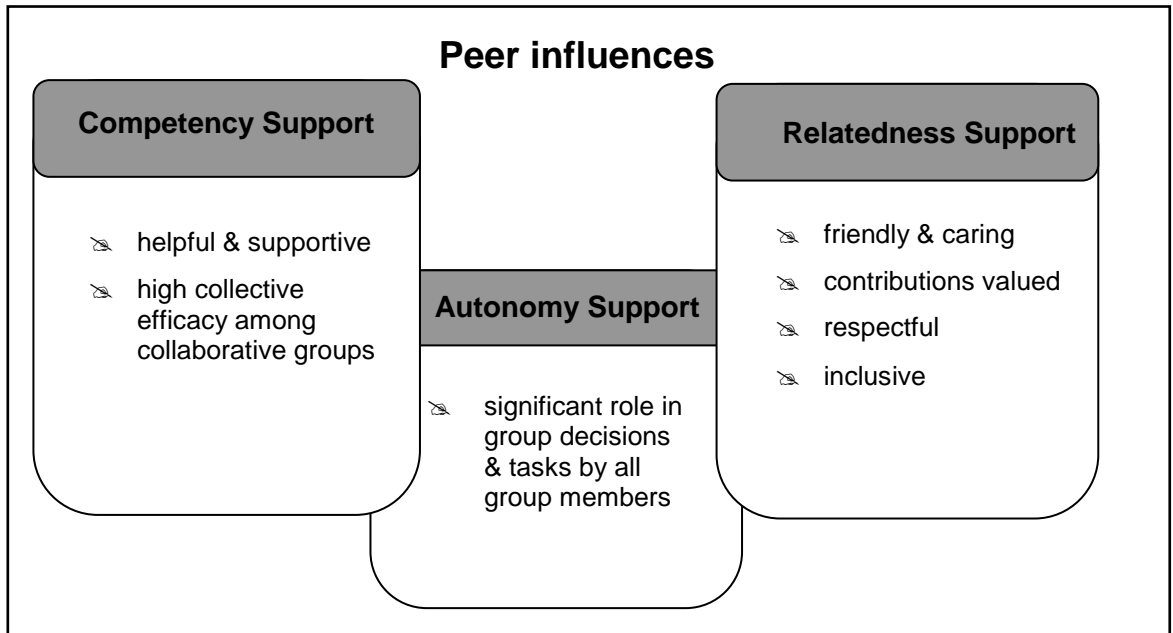 Peer influences
Competency Support
helpful & supportive
high collective
efficacy among
collaborative groups
Autonomy Support
significant role in
group decisions
& tasks by all
group members
Relatedness Support
friendly & caring
contributions valued
respectful
inclusive